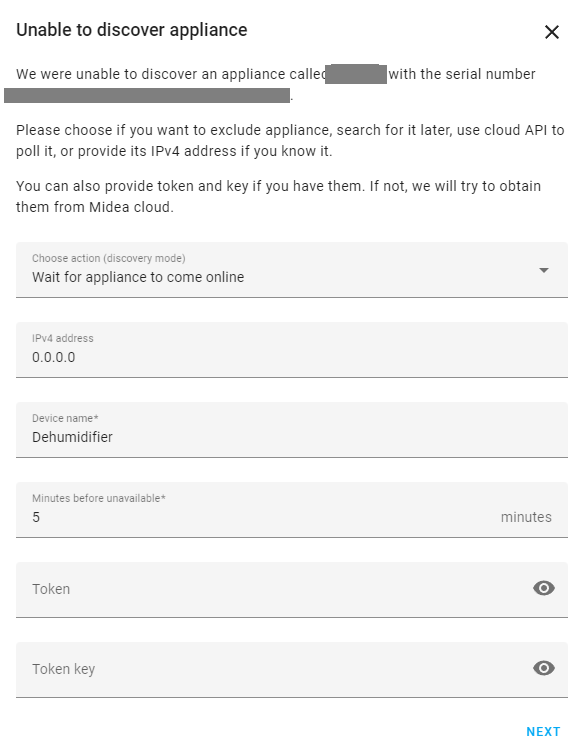 Unable to discover appliance
We were unable to discover an appliance called with the serial number
.
Please choose if you want to exclude appliance, search for it later, use cloud API to
poll it, or provide its IPv4 address if you know it.
You can also provide token and key if you have them. If not, we will try to obtain
them from Midea cloud.
Choose action (discovery mode)
Wait for appliance to come online
IPv4 address
0.0.0.0
Device name*
Dehumidifier
Minutes before unavailable*
5 minutes
Token
Token key
NEXT